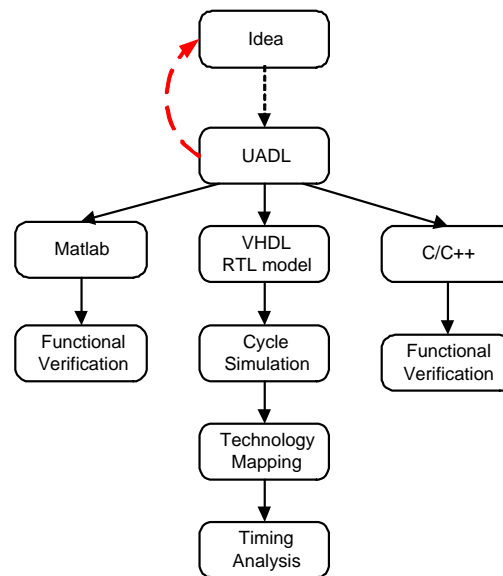 Idea
UADL
Matlab
VHDL
RTL model
C/C++
Functional
Verification
Cycle
Simulation
Functional
Verification
Technology
Mapping
Timing
Analysis